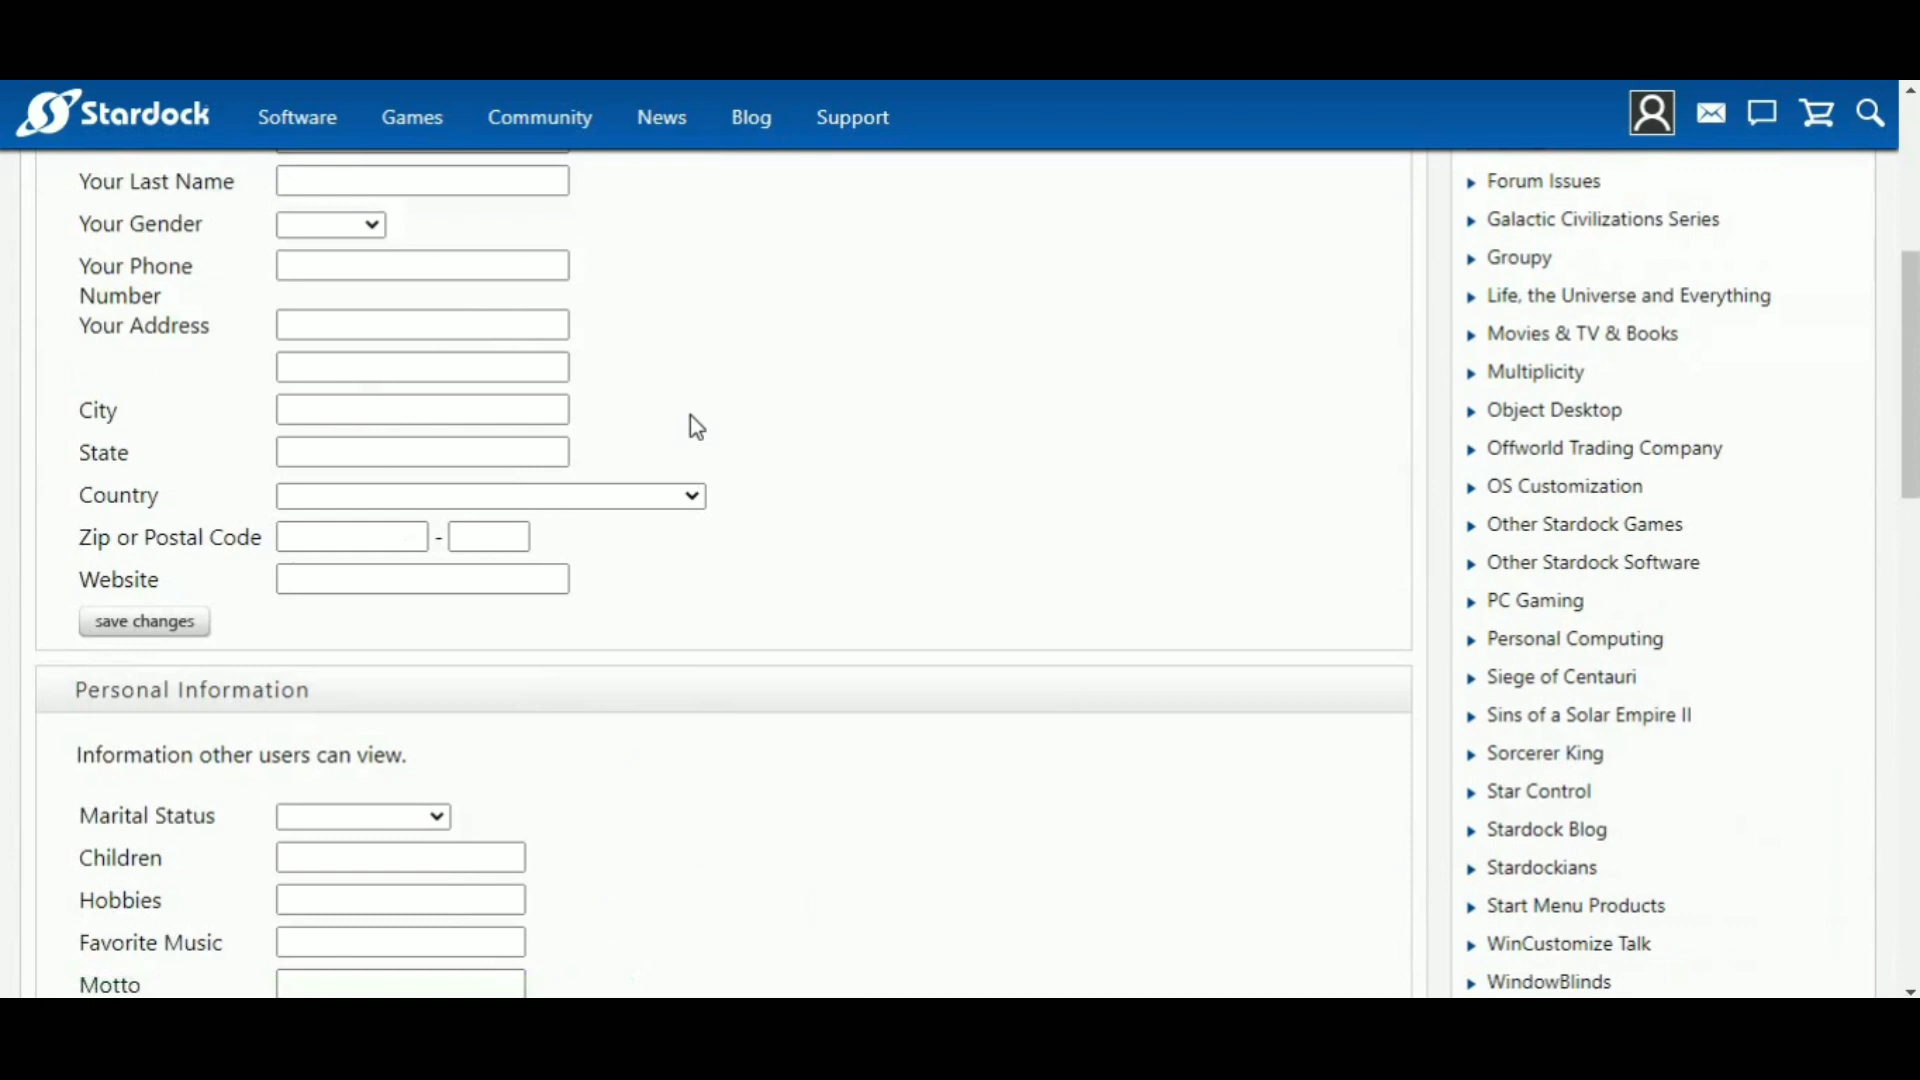 Stardock Software Games Community News Blog Support
Your Last Name
Your Gender
Your Phone
Number
Your Address
City
State
Country
Zip or Postal Code -
Website
save changes
Personal Information
Information other users can view.
Marital Status
Children
Hobbies
Favorite Music
Motto
Forum Issues
Galactic Civilizations Series
Groupy
Life, the Universe and Everything
Movies & TV & Books
Multiplicity
Object Desktop
Offworld Trading Company
OS Customization
Other Stardock Games
Other Stardock Software
PC Gaming
Personal Computing
Siege of Centauri
Sins of a Solar Empire II
Sorcerer King
Star Control
Stardock Blog
Stardockians
Start Menu Products
WinCustomize Talk
WindowBlinds